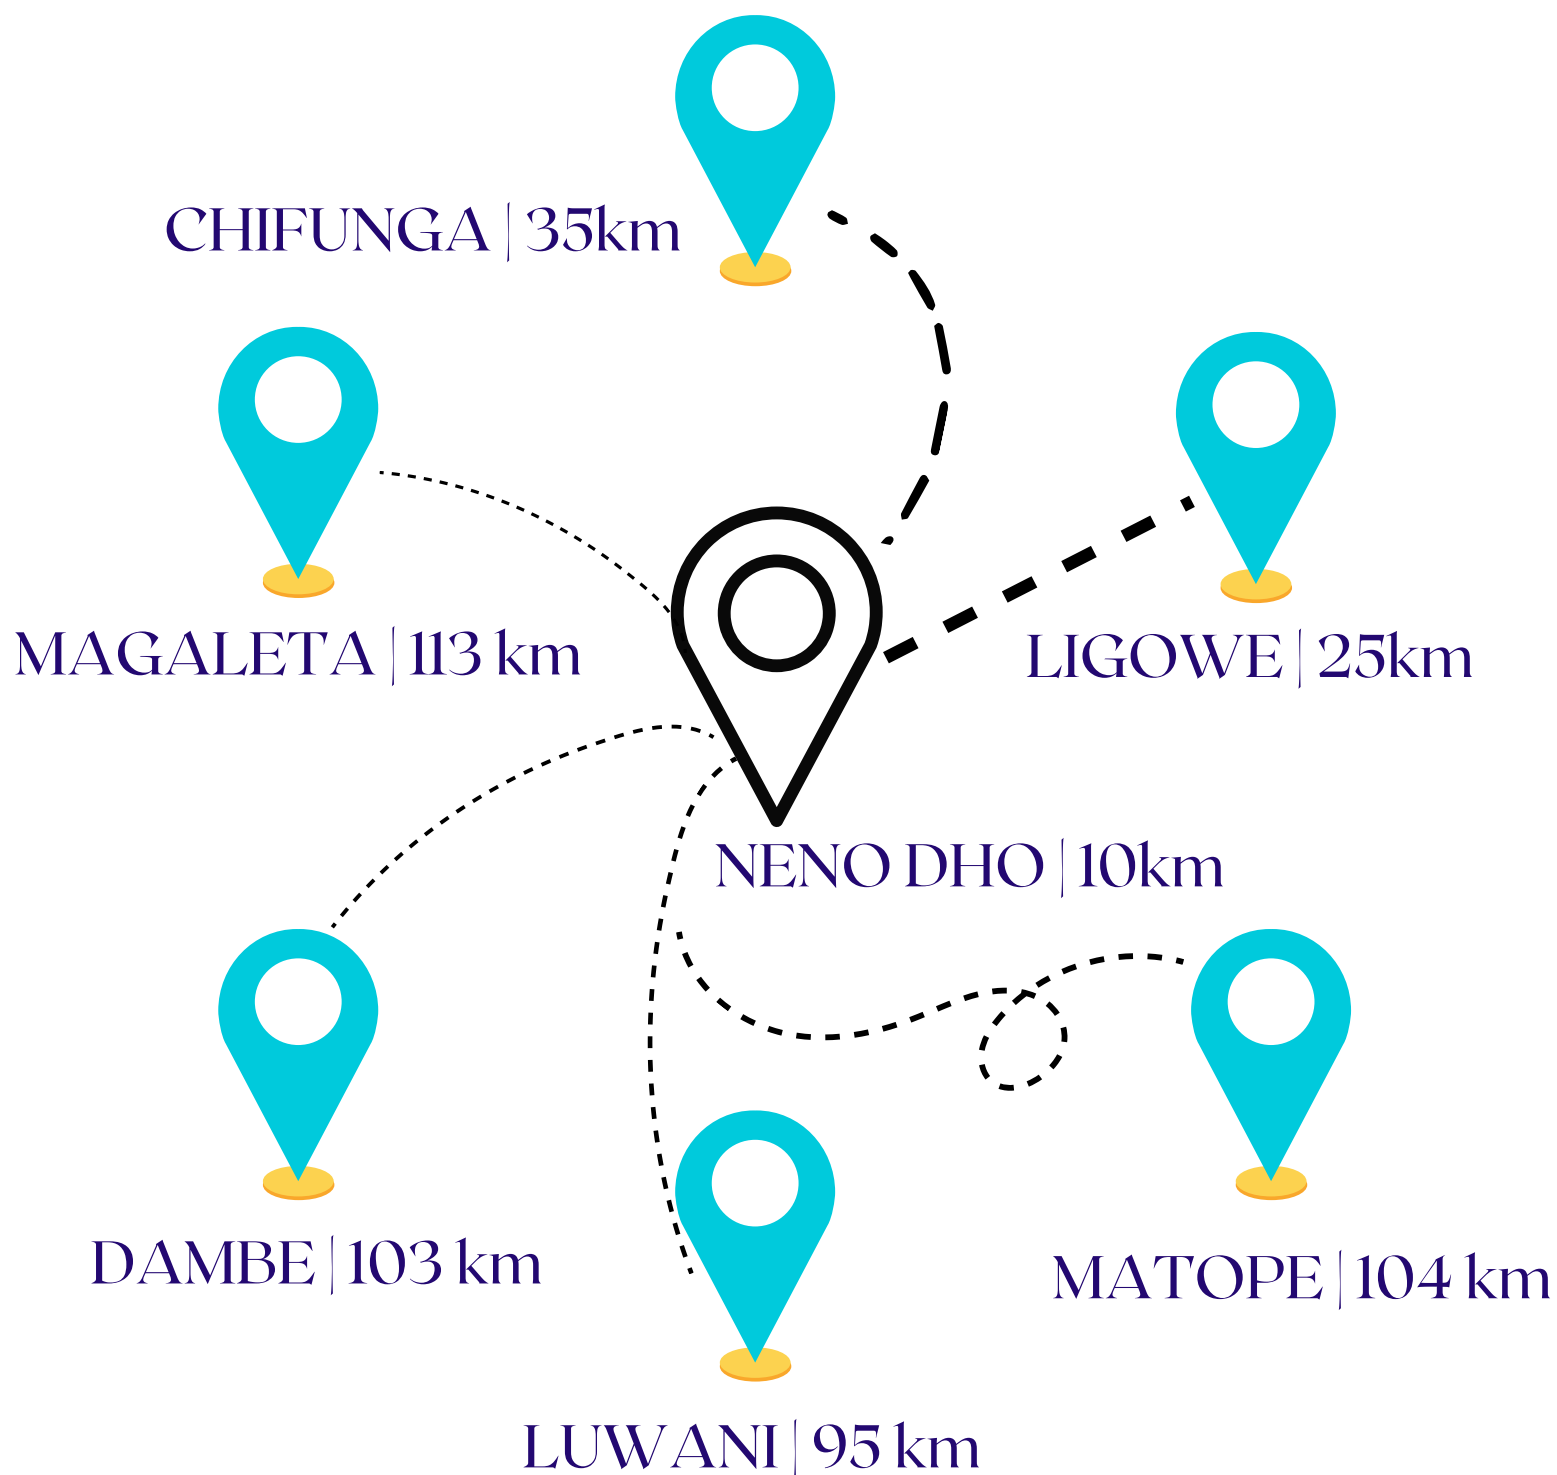 CHIFUNGA | 35km
MAGALETA | 113 km
LIGOWE | 25km
NENO DHO | 10km
DAMBE | 103 km
MATOPE | 104 km
LUWANI | 95 km